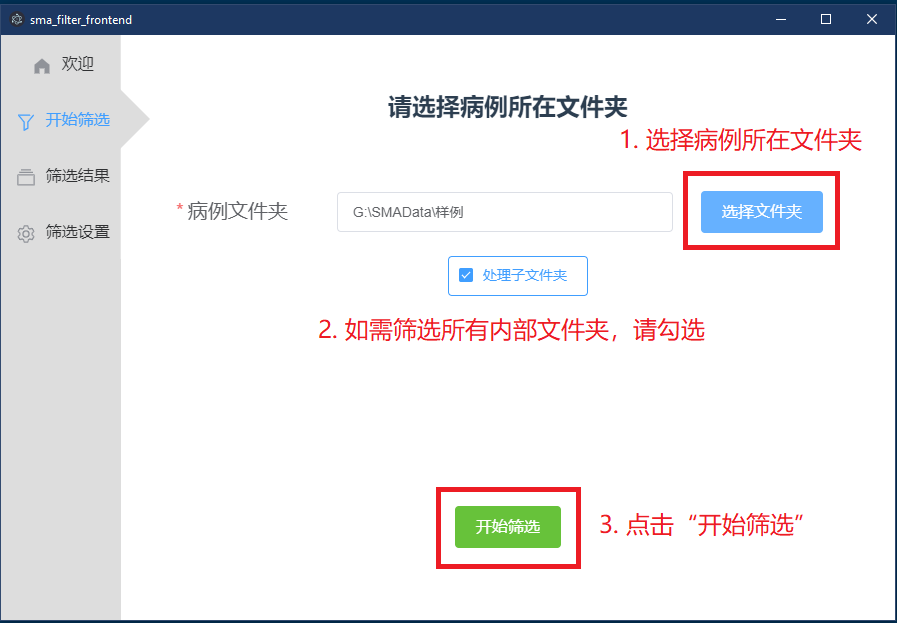 sma_filter_frontend
欢迎
开始筛选
筛选结果
筛选设置
请选择病例所在文件夹
1. 选择病例所在文件夹
*病例文件夹
G:\SMAData\样例
选择文件夹
处理子文件夹
2. 如需筛选所有内部文件夹，请勾选
开始筛选
3. 点击“开始筛选”